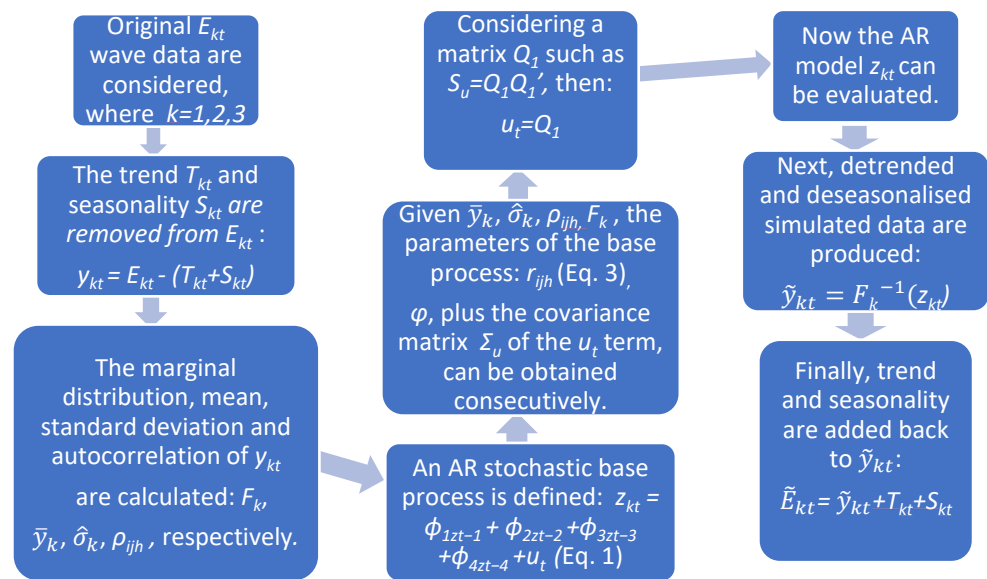 Original E_kt
wave data are
considered,
where k=1,2,3
The trend T_kt and
seasonality S_kt are
removed from E_kt :
y_kt = E_kt - (T_kt+S_kt)
The marginal
distribution, mean,
standard deviation and
autocorrelation of y_kt
are calculated: F_k,
ȳ_k, σ̂_k, ρ_ijh , respectively.
An AR stochastic base
process is defined: z_kt =
ϕ_1zt−1 + ϕ_2zt−2 +ϕ_3zt−3
+ϕ_4zt−4 +u_t (Eq. 1)
Given ȳ_k, σ̂_k, ρ_ijh, F_k , the
parameters of the base
process: r_ijh (Eq. 3),
φ, plus the covariance
matrix Σ_u of the u_t term,
can be obtained
consecutively.
Considering a
matrix Q_1 such as
S_u=Q_1Q_1’, then:
u_t=Q_1
Now the AR
model z_kt can
be evaluated.
Next, detrended
and
deseasonalised
simulated data are
produced:
ỹ_kt = F_k^−1(z_kt)
Finally, trend
and seasonality
are added back
to ỹ_kt:
Ẽ_kt= ỹ_kt+T_kt+S_kt